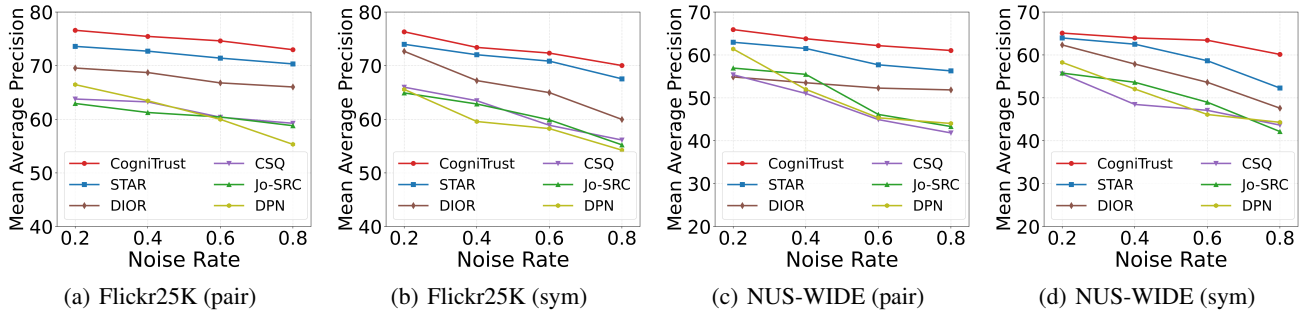 Mean Average Precision
80
70
60
50
40
CogniTrust
STAR
DIOR
CSQ
Jo-SRC
DPN
0.2 0.4 0.6 0.8
Noise Rate
(a) Flickr25K (pair)
Mean Average Precision
80
70
60
50
40
CogniTrust
STAR
DIOR
CSQ
Jo-SRC
DPN
0.2 0.4 0.6 0.8
Noise Rate
(b) Flickr25K (sym)
Mean Average Precision
70
60
50
40
30
20
CogniTrust
STAR
DIOR
CSQ
Jo-SRC
DPN
0.2 0.4 0.6 0.8
Noise Rate
(c) NUS-WIDE (pair)
Mean Average Precision
70
60
50
40
30
20
CogniTrust
STAR
DIOR
CSQ
Jo-SRC
DPN
0.2 0.4 0.6 0.8
Noise Rate
(d) NUS-WIDE (sym)